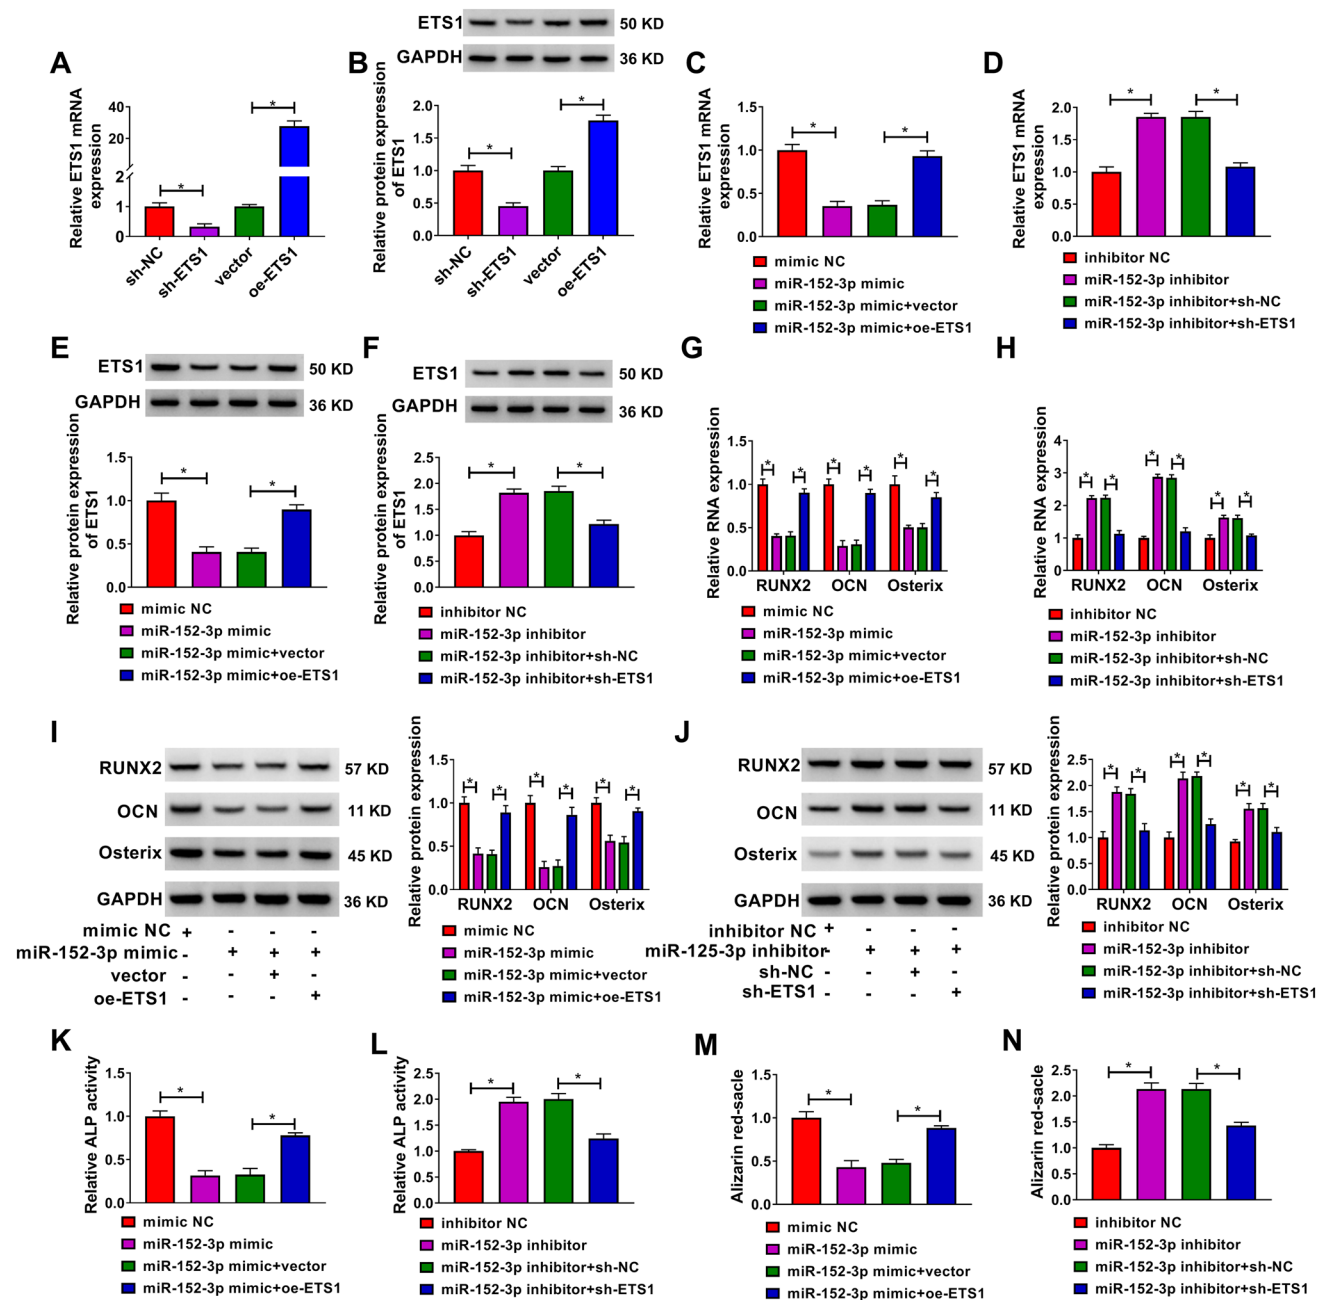 A
Relative ETS1 mRNA
expression
40
20
2
1
0
*
*
sh-NC
sh-ETS1
vector
oe-ETS1
B
ETS1
50 KD
GAPDH
36 KD
Relative protein expression
of ETS1
2.0
1.5
1.0
0.5
0.0
*
*
sh-NC
sh-ETS1
vector
oe-ETS1
C
Relative ETS1 mRNA
expression
1.5
1.0
0.5
0.0
*
*
mimic NC
miR-152-3p mimic
miR-152-3p mimic+vector
miR-152-3p mimic+oe-ETS1
D
Relative ETS1 mRNA
expression
2.0
1.5
1.0
0.5
0.0
*
*
inhibitor NC
miR-152-3p inhibitor
miR-152-3p inhibitor+sh-NC
miR-152-3p inhibitor+sh-ETS1
E
ETS1
50 KD
GAPDH
36 KD
Relative protein expression
of ETS1
1.5
1.0
0.5
0.0
*
*
mimic NC
miR-152-3p mimic
miR-152-3p mimic+vector
miR-152-3p mimic+oe-ETS1
F
ETS1
50 KD
GAPDH
36 KD
Relative protein expression
of ETS1
2.5
2.0
1.5
1.0
0.5
0.0
*
*
inhibitor NC
miR-152-3p inhibitor
miR-152-3p inhibitor+sh-NC
miR-152-3p inhibitor+sh-ETS1
G
Relative RNA expression
1.5
1.0
0.5
0.0
* * * * * *
RUNX2 OCN Osterix
mimic NC
miR-152-3p mimic
miR-152-3p mimic+vector
miR-152-3p mimic+oe-ETS1
H
Relative RNA expression
4
3
2
1
0
* * * * * *
RUNX2 OCN Osterix
inhibitor NC
miR-152-3p inhibitor
miR-152-3p inhibitor+sh-NC
miR-152-3p inhibitor+sh-ETS1
I
RUNX2
57 KD
OCN
11 KD
Osterix
45 KD
GAPDH
36 KD
mimic NC + - - -
miR-152-3p mimic - + + +
vector - - + -
oe-ETS1 - - - +
Relative protein expression
1.5
1.0
0.5
0.0
* * * * * *
RUNX2 OCN Osterix
mimic NC
miR-152-3p mimic
miR-152-3p mimic+vector
miR-152-3p mimic+oe-ETS1
J
RUNX2
57 KD
OCN
11 KD
Osterix
45 KD
GAPDH
36 KD
inhibitor NC + - - -
miR-125-3p inhibitor - + + +
sh-NC - - + -
sh-ETS1 - - - +
Relative protein expression
2.5
2.0
1.5
1.0
0.5
0.0
* * * * * *
RUNX2 OCN Osterix
inhibitor NC
miR-152-3p inhibitor
miR-152-3p inhibitor+sh-NC
miR-152-3p inhibitor+sh-ETS1
K
Relative ALP activity
1.5
1.0
0.5
0.0
*
*
mimic NC
miR-152-3p mimic
miR-152-3p mimic+vector
miR-152-3p mimic+oe-ETS1
L
Relative ALP activity
2.5
2.0
1.5
1.0
0.5
0.0
*
*
inhibitor NC
miR-152-3p inhibitor
miR-152-3p inhibitor+sh-NC
miR-152-3p inhibitor+sh-ETS1
M
Alizarin red-sacle
1.5
1.0
0.5
0.0
*
*
mimic NC
miR-152-3p mimic
miR-152-3p mimic+vector
miR-152-3p mimic+oe-ETS1
N
Alizarin red-sacle
2.5
2.0
1.5
1.0
0.5
0.0
*
*
inhibitor NC
miR-152-3p inhibitor
miR-152-3p inhibitor+sh-NC
miR-152-3p inhibitor+sh-ETS1